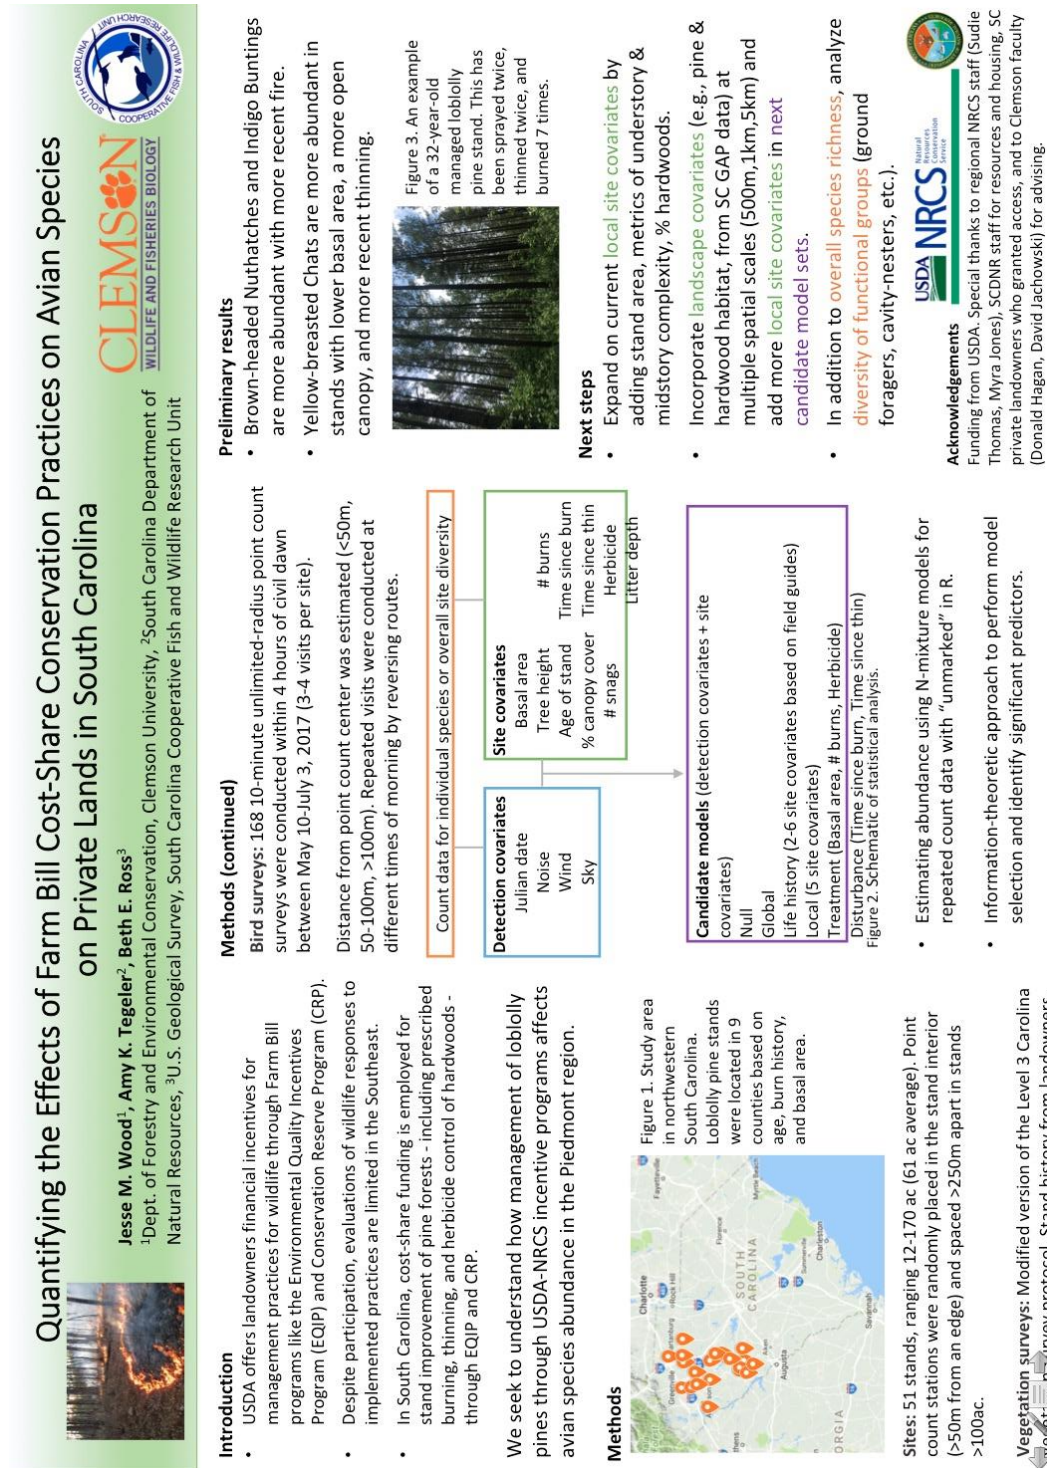 Quantifying the Effects of Farm Bill Cost-Share Conservation Practices on Avian Species
on Private Lands in South Carolina
Jesse M. Wood1, Amy K. Tegeler2, Beth E. Ross3
1Dept. of Forestry and Environmental Conservation, Clemson University, 2South Carolina Department of
Natural Resources, 3U.S. Geological Survey, South Carolina Cooperative Fish and Wildlife Research Unit
CLEMSON
WILDLIFE AND FISHERIES BIOLOGY
SOUTH CAROLINA
COOPERATIVE FISH & WILDLIFE RESEARCH UNIT
Introduction
• USDA offers landowners financial incentives for
management practices for wildlife through Farm Bill
programs like the Environmental Quality Incentives
Program (EQIP) and Conservation Reserve Program (CRP).
• Despite participation, evaluations of wildlife responses to
implemented practices are limited in the Southeast.
• In South Carolina, cost-share funding is employed for
stand improvement of pine forests - including prescribed
burning, thinning, and herbicide control of hardwoods -
through EQIP and CRP.
We seek to understand how management of loblolly
pines through USDA-NRCS incentive programs affects
avian species abundance in the Piedmont region.
Methods
Charlotte
Fayetteville
Rock Hill
Greenville
Florence
SOUTH
CAROLINA
Myrtle Beach
Aiken
Augusta
Summerville
Charleston
Savannah
Figure 1. Study area
in northwestern
South Carolina.
Loblolly pine stands
were located in 9
counties based on
age, burn history,
and basal area.
Sites: 51 stands, ranging 12-170 ac (61 ac average). Point
count stations were randomly placed in the stand interior
(>50m from an edge) and spaced >250m apart in stands
>100ac.
Vegetation surveys: Modified version of the Level 3 Carolina
survey protocol. Stand history from landowners
Methods (continued)
Bird surveys: 168 10-minute unlimited-radius point count
surveys were conducted within 4 hours of civil dawn
between May 10-July 3, 2017 (3-4 visits per site).
Distance from point count center was estimated (<50m,
50-100m, >100m). Repeated visits were conducted at
different times of morning by reversing routes.
Count data for individual species or overall site diversity
Detection covariates
Julian date
Noise
Wind
Sky
Site covariates
Basal area
Tree height
Age of stand
% canopy cover
# snags
# burns
Time since burn
Time since thin
Herbicide
Litter depth
Candidate models (detection covariates + site
covariates)
Null
Global
Life history (2-6 site covariates based on field guides)
Local (5 site covariates)
Treatment (Basal area, # burns, Herbicide)
Disturbance (Time since burn, Time since thin)
Figure 2. Schematic of statistical analysis.
• Estimating abundance using N-mixture models for
repeated count data with “unmarked” in R.
• Information-theoretic approach to perform model
selection and identify significant predictors.
Preliminary results
• Brown-headed Nuthatches and Indigo Buntings
are more abundant with more recent fire.
• Yellow-breasted Chats are more abundant in
stands with lower basal area, a more open
canopy, and more recent thinning.
Figure 3. An example
of a 32-year-old
managed loblolly
pine stand. This has
been sprayed twice,
thinned twice, and
burned 7 times.
Next steps
• Expand on current local site covariates by
adding stand area, metrics of understory &
midstory complexity, % hardwoods.
• Incorporate landscape covariates (e.g., pine &
hardwood habitat, from SC GAP data) at
multiple spatial scales (500m,1km,5km) and
add more local site covariates in next
candidate model sets.
• In addition to overall species richness, analyze
diversity of functional groups (ground
foragers, cavity-nesters, etc.).
USDA NRCS
Natural
Resources
Conservation
Service
Acknowledgements
Funding from USDA. Special thanks to regional NRCS staff (Sudie
Thomas, Myra Jones), SCDNR staff for resources and housing, SC
private landowners who granted access, and to Clemson faculty
(Donald Hagan, David Jachowski) for advising.